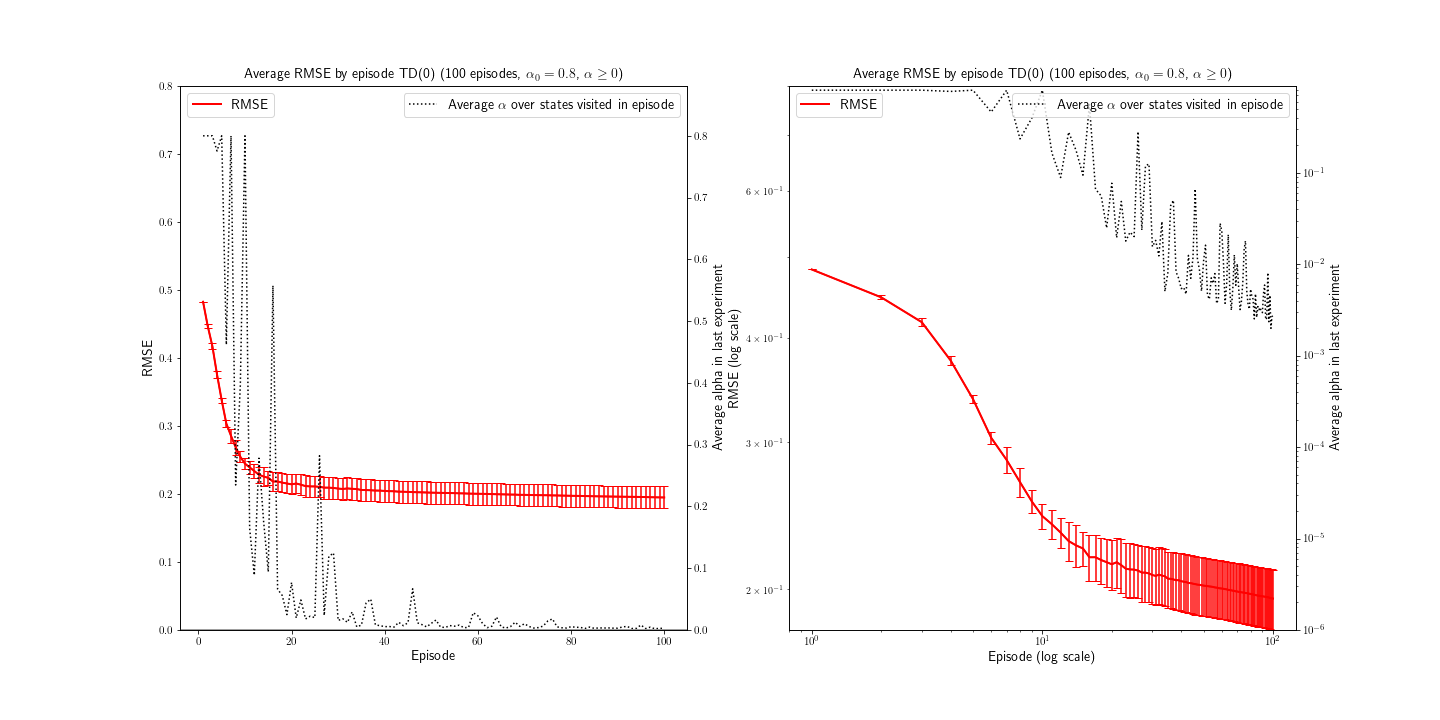 Average RMSE by episode TD(0) (100 episodes, α₀ = 0.8, α ≥ 0)
RMSE
Average α over states visited in episode
0.8
0.7
0.6
0.5
0.4
0.3
0.2
0.1
0.0
RMSE
0.8
0.7
0.6
0.5
0.4
0.3
0.2
0.1
0.0
Average alpha in last experiment
0
20
40
60
80
100
Episode
Average RMSE by episode TD(0) (100 episodes, α₀ = 0.8, α ≥ 0)
RMSE
Average α over states visited in episode
6 × 10⁻¹
4 × 10⁻¹
3 × 10⁻¹
2 × 10⁻¹
RMSE (log scale)
10⁻¹
10⁻²
10⁻³
10⁻⁴
10⁻⁵
10⁻⁶
Average alpha in last experiment
10⁰
10¹
10²
Episode (log scale)